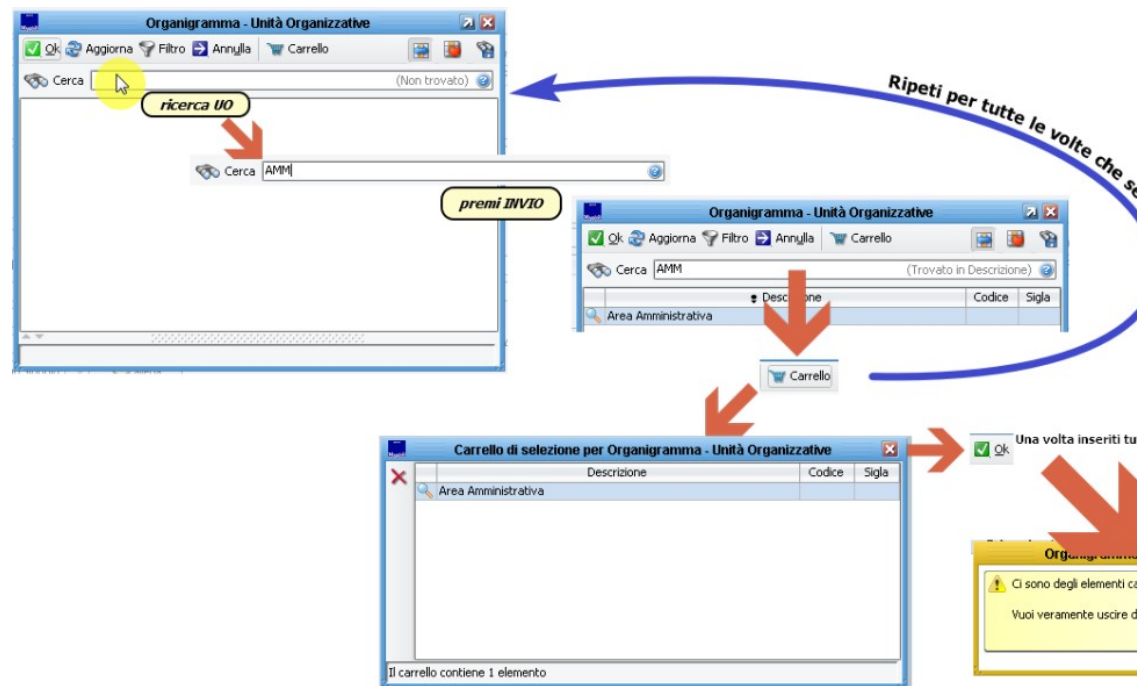 Organigramma - Unità Organizzative
Ok Aggiorna Filtro Annulla Carrello
Cerca (Non trovato)
ricerca UO
Cerca AMM
premi INVIO
Ripeti per tutte le volte che
Organigramma - Unità Organizzative
Ok Aggiorna Filtro Annulla Carrello
Cerca AMM (Trovato in Descrizione)
Descrizione Codice Sigla
Area Amministrativa
Carrello
Carrello di selezione per Organigramma - Unità Organizzative
Descrizione Codice Sigla
Area Amministrativa
Il carrello contiene 1 elemento
Ok
Una volta inseriti tu
Organigramma
Ci sono degli elementi ca
Vuoi veramente uscire d